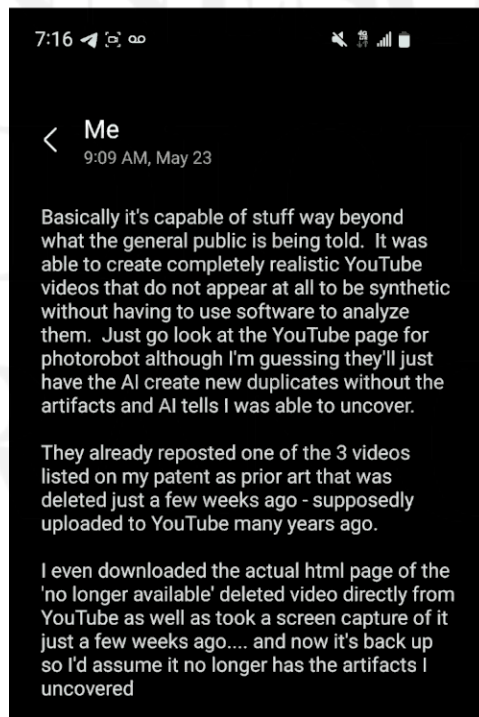 7:16
Me
9:09 AM, May 23
Basically it's capable of stuff way beyond
what the general public is being told.  It was
able to create completely realistic YouTube
videos that do not appear at all to be synthetic
without having to use software to analyze
them.  Just go look at the YouTube page for
photorobot although I'm guessing they'll just
have the AI create new duplicates without the
artifacts and AI tells I was able to uncover.
They already reposted one of the 3 videos
listed on my patent as prior art that was
deleted just a few weeks ago - supposedly
uploaded to YouTube many years ago.
I even downloaded the actual html page of the
'no longer available' deleted video directly from
YouTube as well as took a screen capture of it
just a few weeks ago.... and now it's back up
so I'd assume it no longer has the artifacts I
uncovered